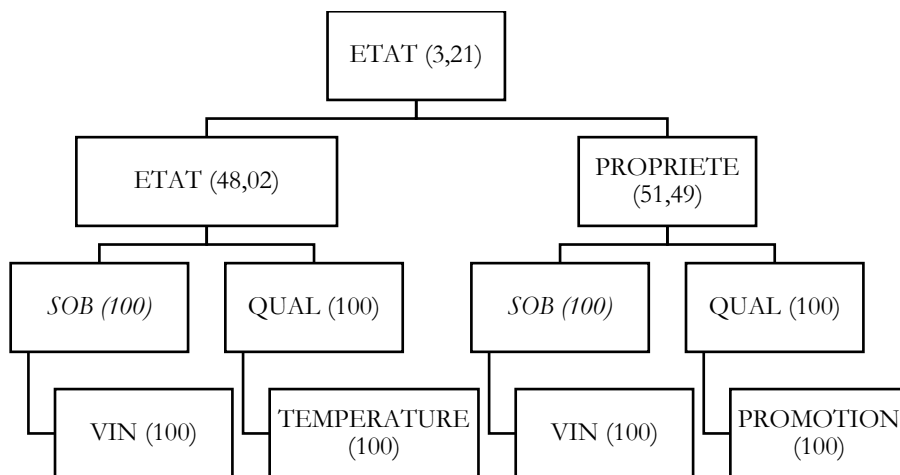 ETAT (3,21)
ETAT (48,02)
PROPRIETE
(51,49)
SOB (100)
QUAL (100)
SOB (100)
QUAL (100)
VIN (100)
TEMPERATURE
(100)
VIN (100)
PROMOTION
(100)